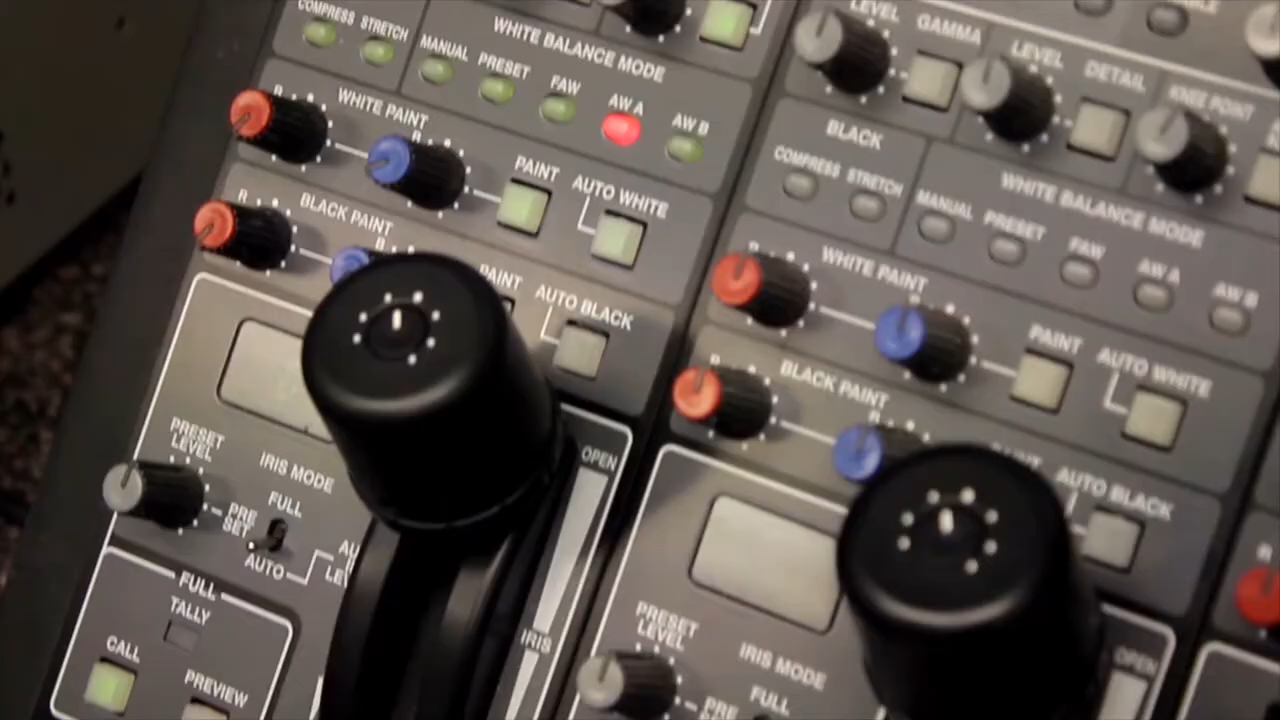 COMPRESS STRETCH
WHITE BALANCE MODE
MANUAL PRESET FAW AW A AW B
R WHITE PAINT B
PAINT AUTO WHITE
R BLACK PAINT B
PAINT AUTO BLACK
PRESET
LEVEL
IRIS MODE
FULL
PRE
SET
AUTO
OPEN
IRIS
FULL
TALLY
CALL
PREVIEW
LEVEL GAMMA
LEVEL DETAIL
KNEE POINT
BLACK
COMPRESS STRETCH
WHITE BALANCE MODE
MANUAL PRESET FAW AW A AW B
R WHITE PAINT B
PAINT AUTO WHITE
R BLACK PAINT B
AUTO BLACK
PRESET
LEVEL
IRIS MODE
FULL
PRE
OPEN
R